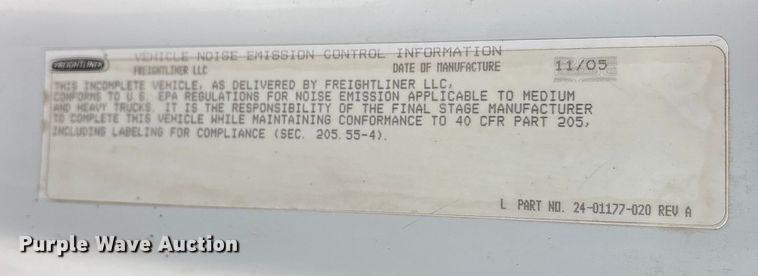 FREIGHTLINER
VEHICLE NOISE EMISSION CONTROL INFORMATION
FREIGHTLINER LLC DATE OF MANUFACTURE 11/05
THIS INCOMPLETE VEHICLE, AS DELIVERED BY FREIGHTLINER LLC,
CONFORMS TO U.S. EPA REGULATIONS FOR NOISE EMISSION APPLICABLE TO MEDIUM
AND HEAVY TRUCKS. IT IS THE RESPONSIBILITY OF THE FINAL STAGE MANUFACTURER
TO COMPLETE THIS VEHICLE WHILE MAINTAINING CONFORMANCE TO 40 CFR PART 205,
INCLUDING LABELING FOR COMPLIANCE (SEC. 205.55-4).
L PART NO. 24-01177-020 REV A
Purple Wave Auction